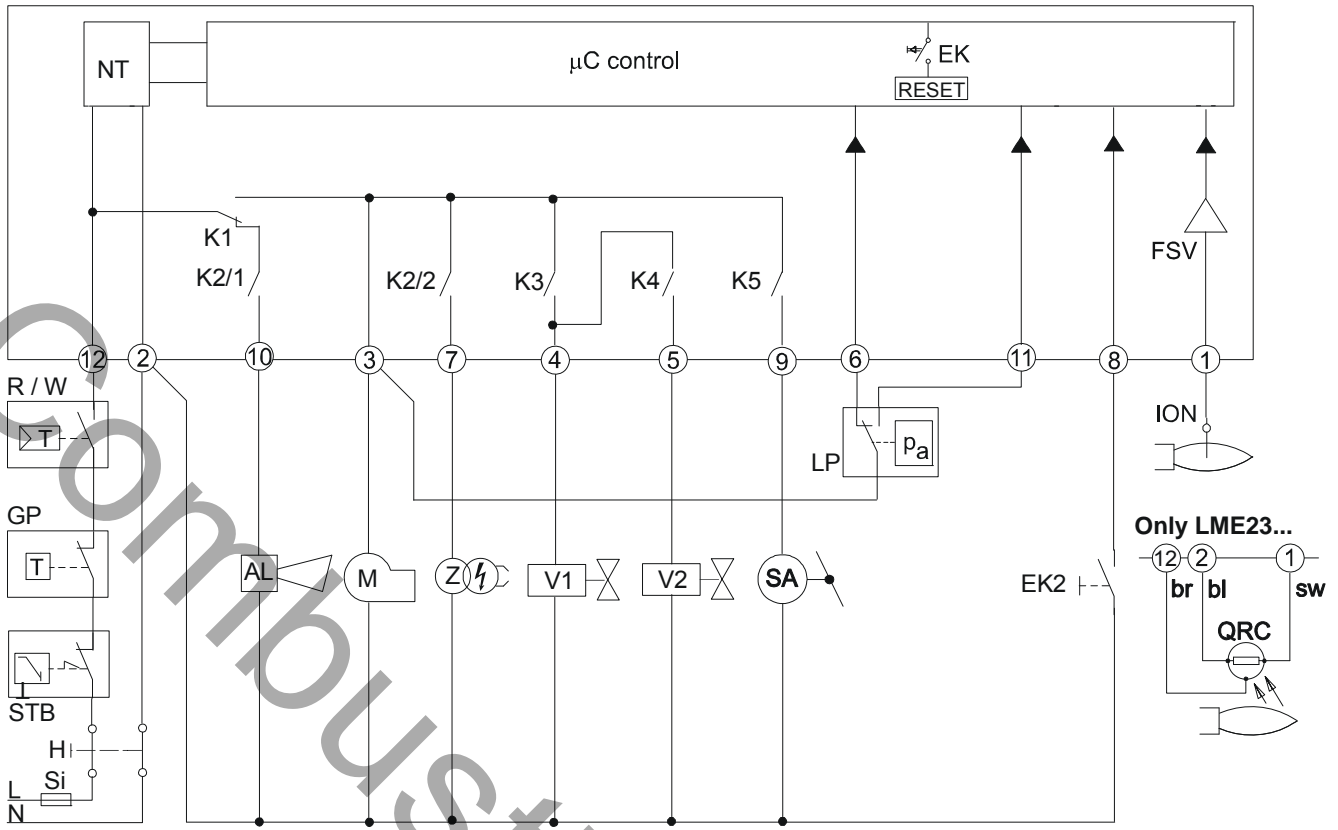 NT
μC control
EK
RESET
FSV
K1
K2/1
K2/2
K3
K4
K5
12
2
10
3
7
4
5
9
6
11
8
1
R / W
T
GP
T
STB
H
Si
L
N
AL
M
Z
V1
V2
SA
LP
pa
EK2
ION
Only LME23...
12
2
1
br
bl
sw
QRC
Combust